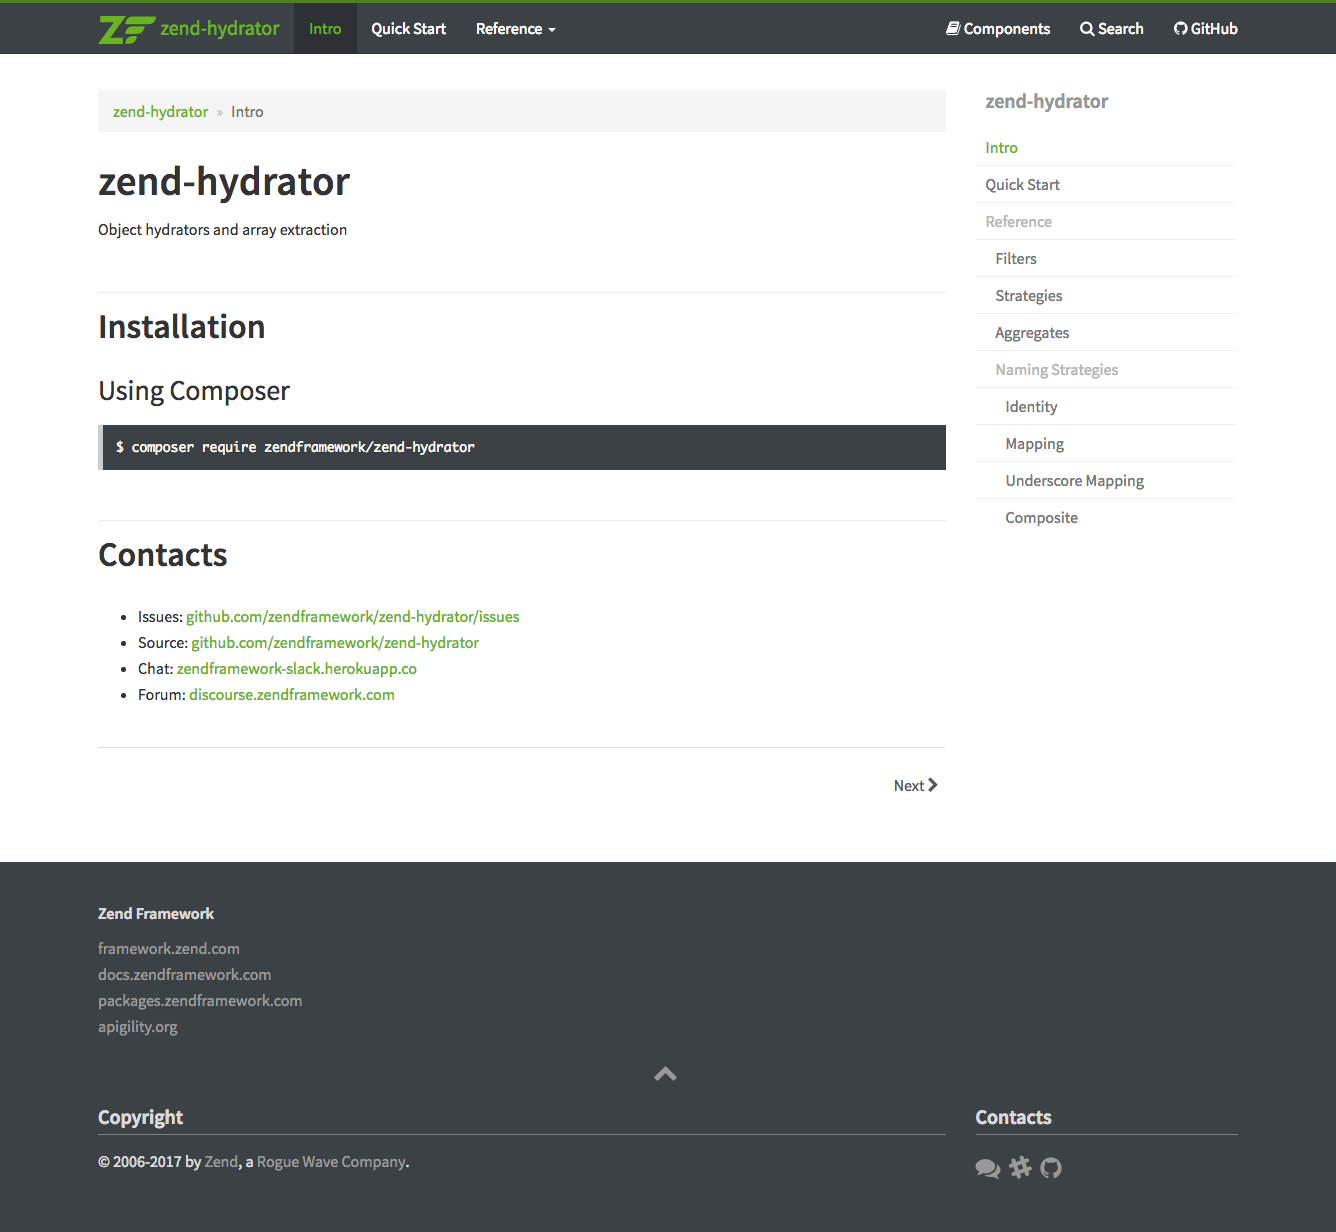 ZF zend-hydrator Intro Quick Start Reference Components Search GitHub
zend-hydrator » Intro
zend-hydrator
Object hydrators and array extraction
Installation
Using Composer
$ composer require zendframework/zend-hydrator
Contacts
• Issues: github.com/zendframework/zend-hydrator/issues
• Source: github.com/zendframework/zend-hydrator
• Chat: zendframework-slack.herokuapp.co
• Forum: discourse.zendframework.com
Next
zend-hydrator
Intro
Quick Start
Reference
Filters
Strategies
Aggregates
Naming Strategies
Identity
Mapping
Underscore Mapping
Composite
Zend Framework
framework.zend.com
docs.zendframework.com
packages.zendframework.com
apigility.org
Copyright
© 2006-2017 by Zend, a Rogue Wave Company.
Contacts